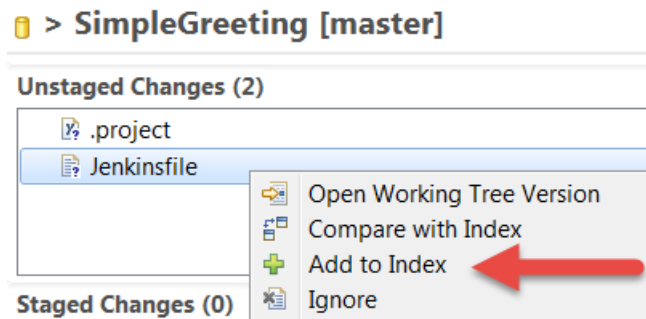 > SimpleGreeting [master]
Unstaged Changes (2)
.project
Jenkinsfile
Open Working Tree Version
Compare with Index
Add to Index
Ignore
Staged Changes (0)